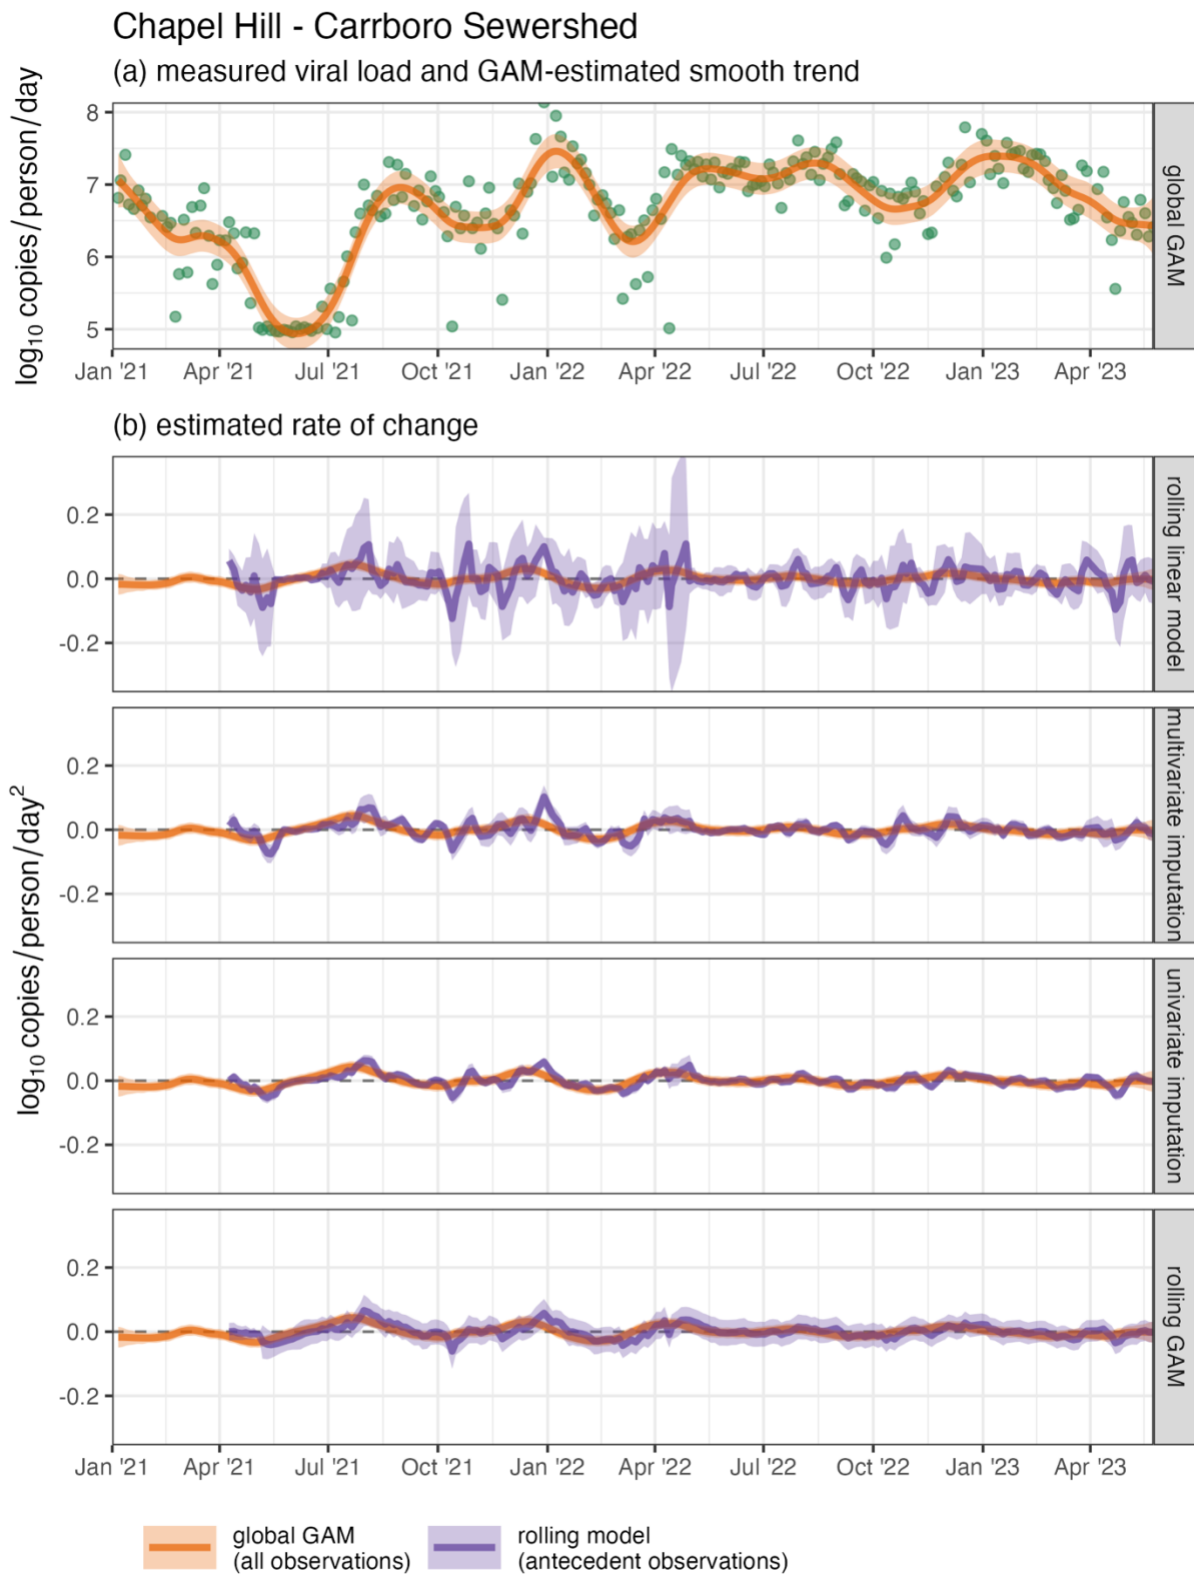 Chapel Hill - Carrboro Sewershed
(a) measured viral load and GAM-estimated smooth trend
log₁₀ copies/person/day
8
7
6
5
global GAM
Jan '21 Apr '21 Jul '21 Oct '21 Jan '22 Apr '22 Jul '22 Oct '22 Jan '23 Apr '23
(b) estimated rate of change
log₁₀ copies/person/day²
0.2
0.0
-0.2
rolling linear model
0.2
0.0
-0.2
multivariate imputation
0.2
0.0
-0.2
univariate imputation
0.2
0.0
-0.2
rolling GAM
Jan '21 Apr '21 Jul '21 Oct '21 Jan '22 Apr '22 Jul '22 Oct '22 Jan '23 Apr '23
global GAM
(all observations)
rolling model
(antecedent observations)